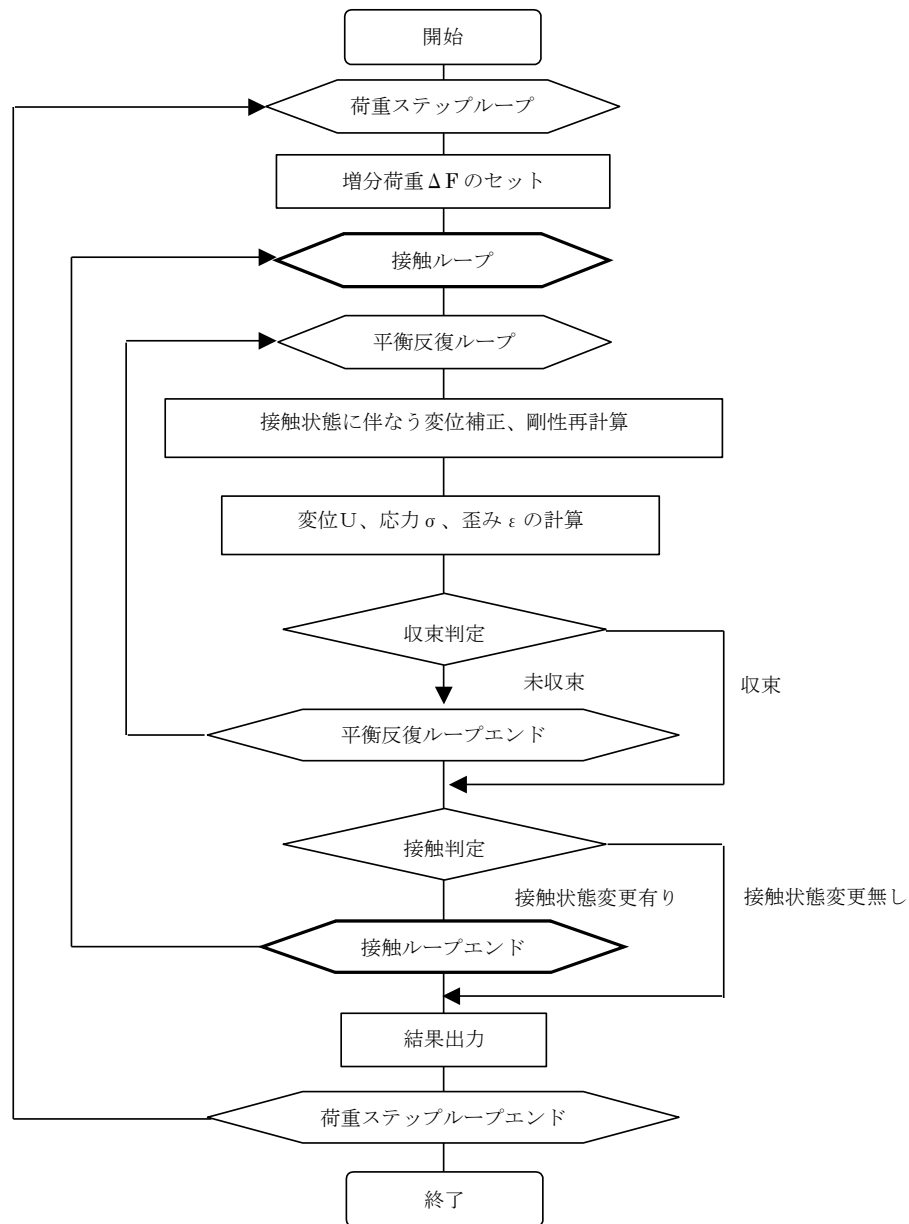 開始
荷重ステップループ
増分荷重ΔFのセット
接触ループ
平衡反復ループ
接触状態に伴なう変位補正、剛性再計算
変位U、応力σ、歪みεの計算
収束判定
未収束
収束
平衡反復ループエンド
接触判定
接触状態変更有り
接触状態変更無し
接触ループエンド
結果出力
荷重ステップループエンド
終了